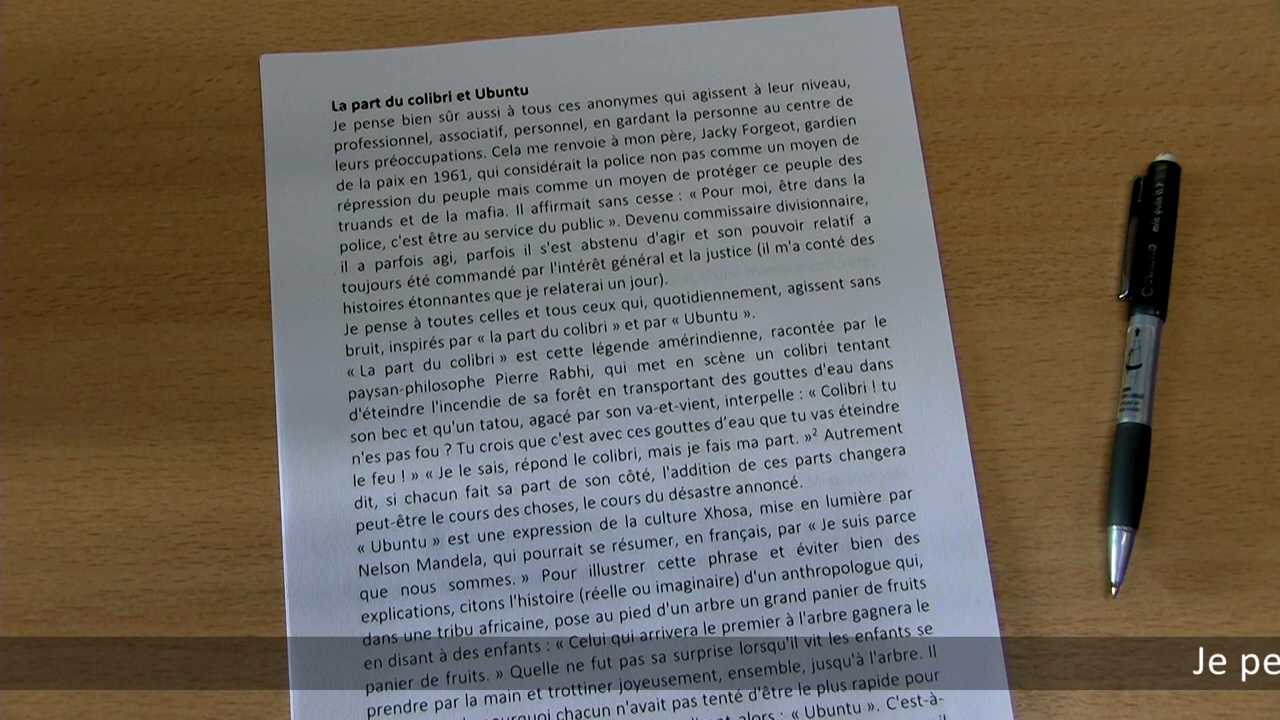 La part du colibri et Ubuntu
Je pense bien sûr aussi à tous ces anonymes qui agissent à leur niveau,
professionnel, associatif, personnel, en gardant la personne au centre de
leurs préoccupations. Cela me renvoie à mon père, Jacky Forgeot, gardien
de la paix en 1961, qui considérait la police non pas comme un moyen de
répression du peuple mais comme un moyen de protéger ce peuple des
truands et de la mafia. Il affirmait sans cesse : « Pour moi, être dans la
police, c'est être au service du public ». Devenu commissaire divisionnaire,
il a parfois agi, parfois il s'est abstenu d'agir et son pouvoir relatif a
toujours été commandé par l'intérêt général et la justice (il m'a conté des
histoires étonnantes que je relaterai un jour).
Je pense à toutes celles et tous ceux qui, quotidiennement, agissent sans
bruit, inspirés par « la part du colibri » et par « Ubuntu ».
« La part du colibri » est cette légende amérindienne, racontée par le
paysan-philosophe Pierre Rabhi, qui met en scène un colibri tentant
d'éteindre l'incendie de sa forêt en transportant des gouttes d'eau dans
son bec et qu'un tatou, agacé par son va-et-vient, interpelle : « Colibri ! tu
n'es pas fou ? Tu crois que c'est avec ces gouttes d'eau que tu vas éteindre
le feu ! » « Je le sais, répond le colibri, mais je fais ma part. »² Autrement
dit, si chacun fait sa part de son côté, l'addition de ces parts changera
peut-être le cours des choses, le cours du désastre annoncé.
« Ubuntu » est une expression de la culture Xhosa, mise en lumière par
Nelson Mandela, qui pourrait se résumer, en français, par « Je suis parce
que nous sommes. » Pour illustrer cette phrase et éviter bien des
explications, citons l'histoire (réelle ou imaginaire) d'un anthropologue qui,
dans une tribu africaine, pose au pied d'un arbre un grand panier de fruits
en disant à des enfants : « Celui qui arrivera le premier à l'arbre gagnera le
panier de fruits. » Quelle ne fut pas sa surprise lorsqu'il vit les enfants se
prendre par la main et trottiner joyeusement, ensemble, jusqu'à l'arbre. Il
pourquoi chacun n'avait pas tenté d'être le plus rapide pour
alors : « Ubuntu ». C'est-à-
Je pe